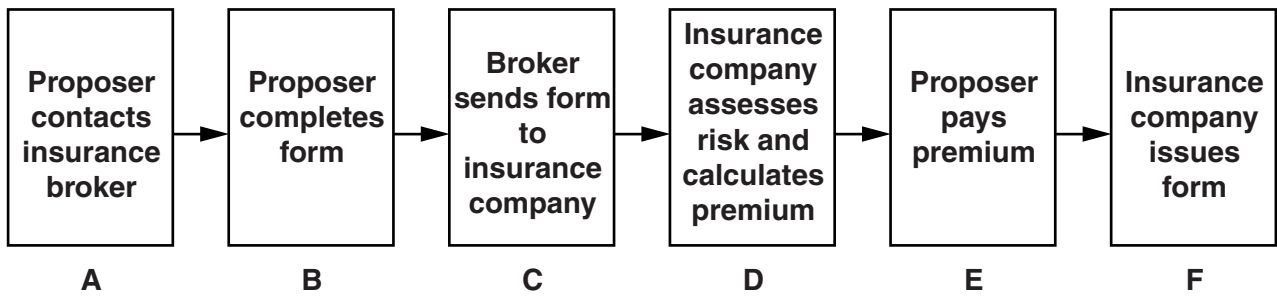 Proposer
contacts
insurance
broker
Proposer
completes
form
Broker
sends form
to
insurance
company
Insurance
company
assesses
risk and
calculates
premium
Proposer
pays
premium
Insurance
company
issues
form
A
B
C
D
E
F